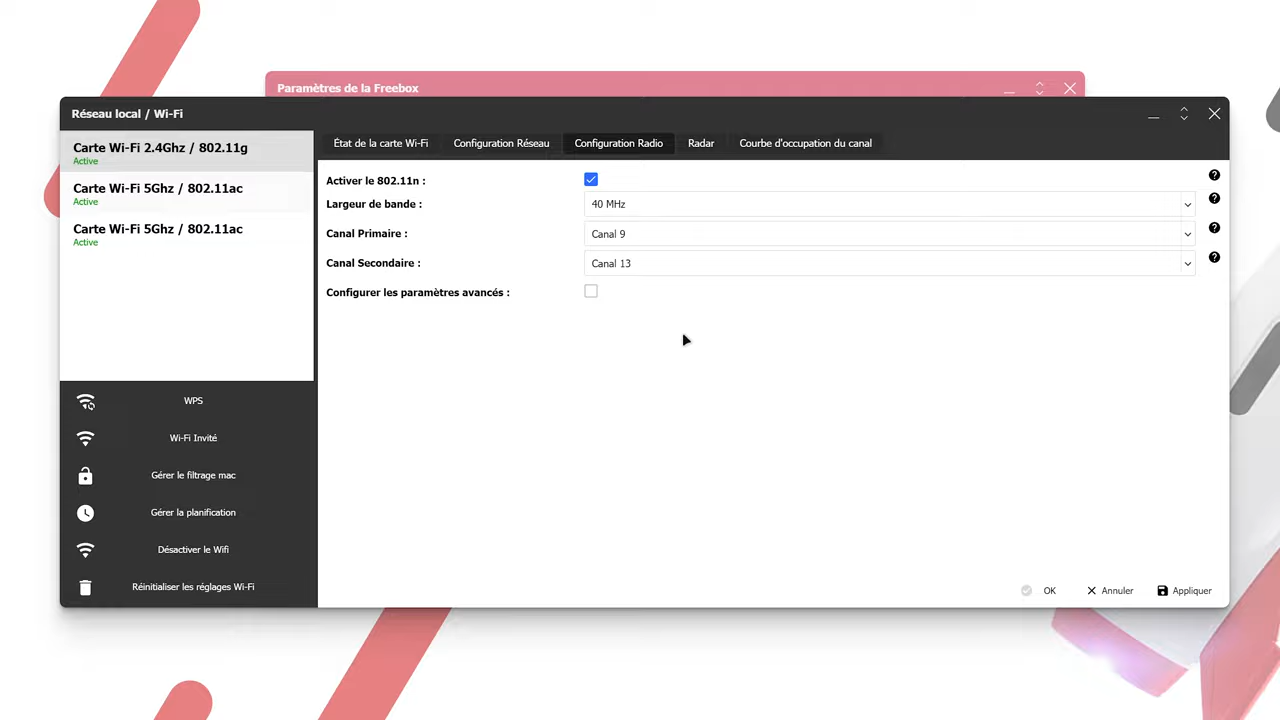 Paramètres de la Freebox
Réseau local / Wi-Fi
Carte Wi-Fi 2.4Ghz / 802.11g
Active
Carte Wi-Fi 5Ghz / 802.11ac
Active
Carte Wi-Fi 5Ghz / 802.11ac
Active
WPS
Wi-Fi Invité
Gérer le filtrage mac
Gérer la planification
Désactiver le Wifi
Réinitialiser les réglages Wi-Fi
État de la carte Wi-Fi
Configuration Réseau
Configuration Radio
Radar
Courbe d'occupation du canal
Activer le 802.11n :
Largeur de bande : 40 MHz
Canal Primaire : Canal 9
Canal Secondaire : Canal 13
Configurer les paramètres avancés :
OK
Annuler
Appliquer